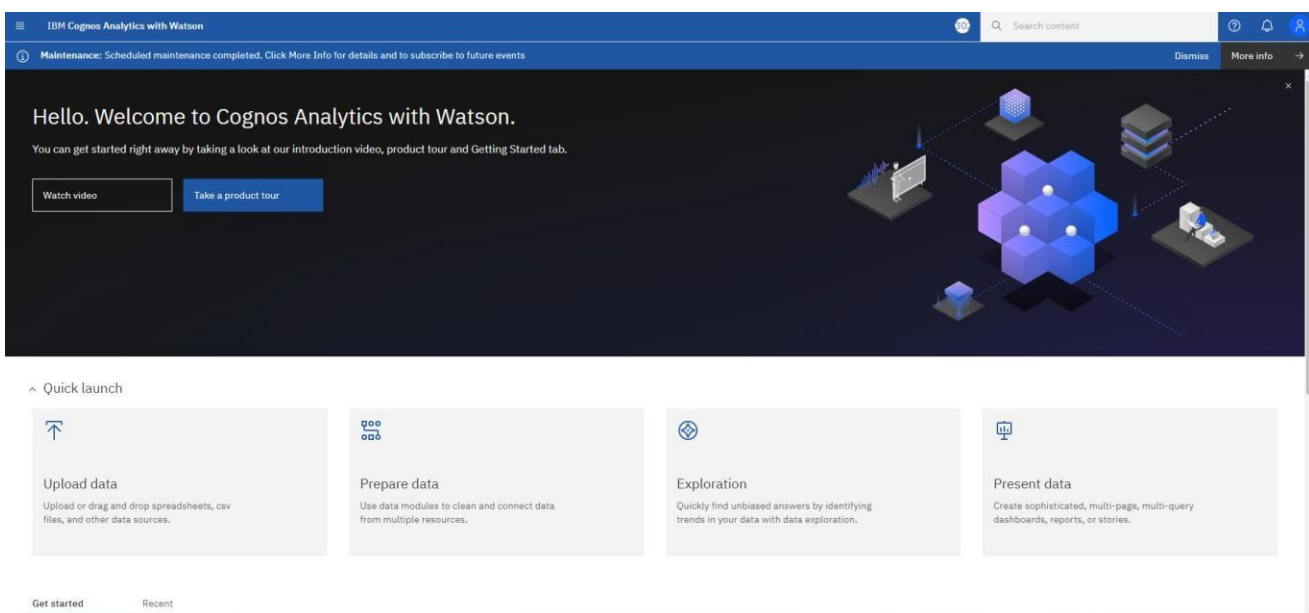 IBM Cognos Analytics with Watson
30
Search content
Maintenance: Scheduled maintenance completed. Click More Info for details and to subscribe to future events
Dismiss
More info
Hello. Welcome to Cognos Analytics with Watson.
You can get started right away by taking a look at our introduction video, product tour and Getting Started tab.
Watch video
Take a product tour
Quick launch
Upload data
Upload or drag and drop spreadsheets, csv
files, and other data sources.
Prepare data
Use data modules to clean and connect data
from multiple resources.
Exploration
Quickly find unbiased answers by identifying
trends in your data with data exploration.
Present data
Create sophisticated, multi-page, multi-query
dashboards, reports, or stories.
Get started
Recent